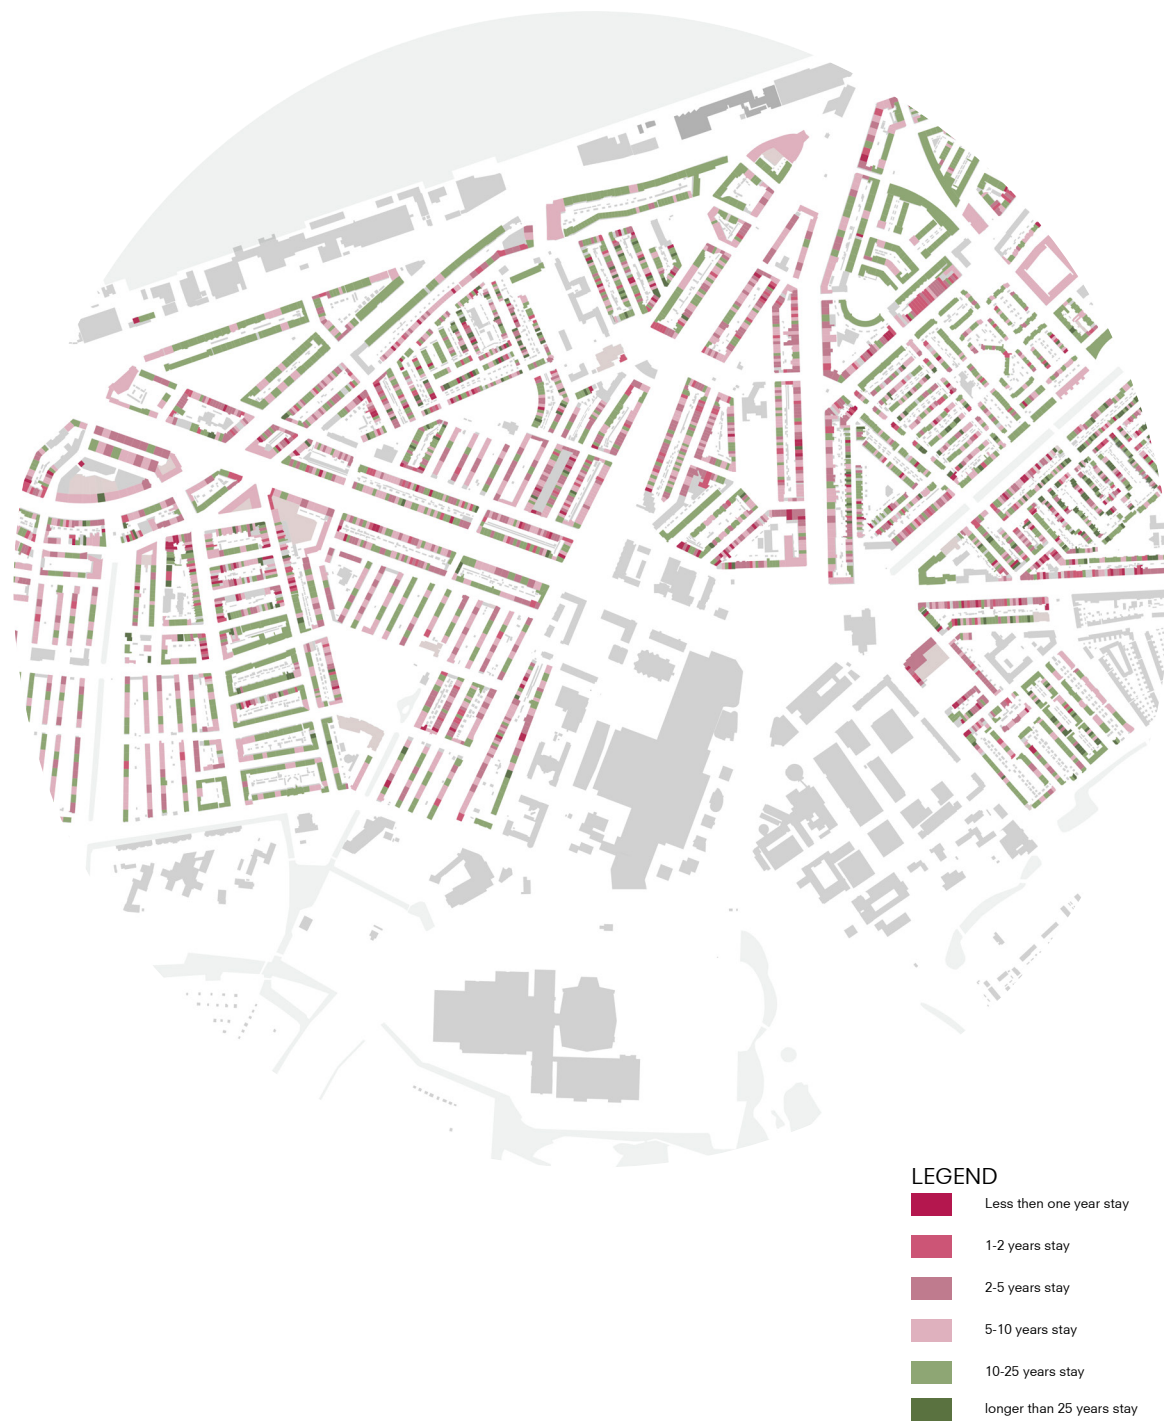 LEGEND
Less then one year stay
1-2 years stay
2-5 years stay
5-10 years stay
10-25 years stay
longer than 25 years stay